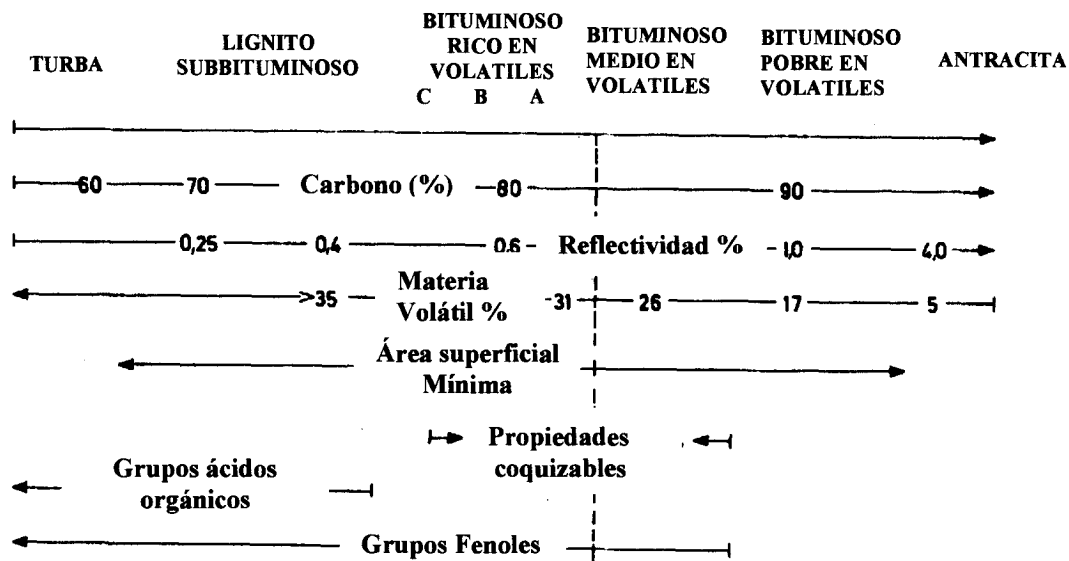 TURBA
LIGNITO
SUBBITUMINOSO
BITUMINOSO
RICO EN
VOLATILES
C B A
BITUMINOSO
MEDIO EN
VOLATILES
BITUMINOSO
POBRE EN
VOLATILES
ANTRACITA
60 70 Carbono (%) 80 90
0,25 0,4 0.6 Reflectividad % 1,0 4,0
Materia
Volátil %
>35 31 26 17 5
Área superficial
Mínima
Propiedades
coquizables
Grupos ácidos
orgánicos
Grupos Fenoles